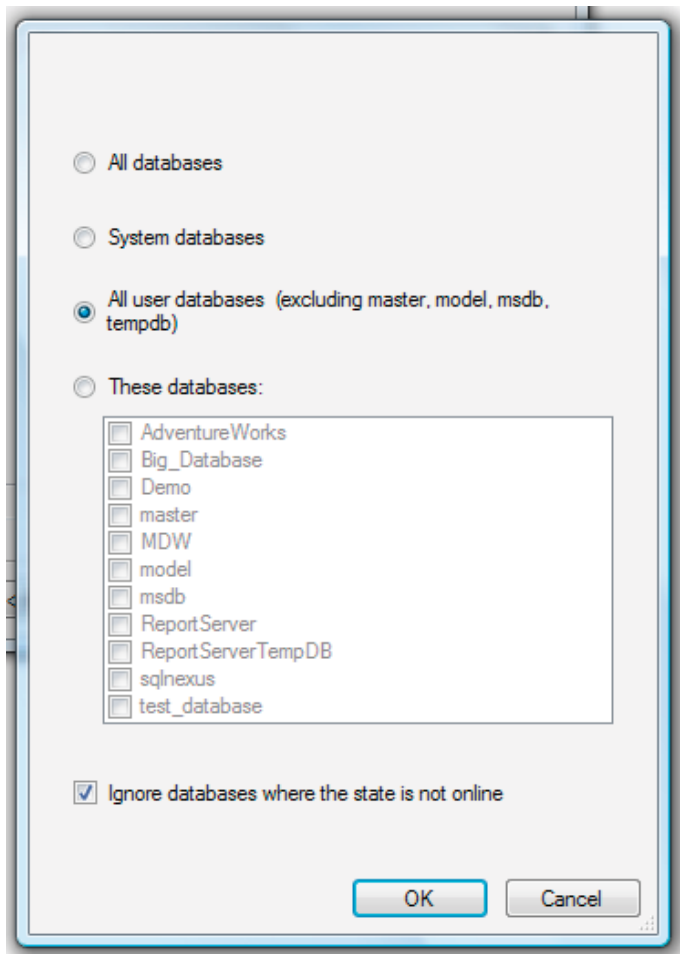 All databases
System databases
All user databases (excluding master, model, msdb,
tempdb)
These databases:
AdventureWorks
Big_Database
Demo
master
MDW
model
msdb
ReportServer
ReportServerTempDB
sqlnexus
test_database
Ignore databases where the state is not online
OK
Cancel